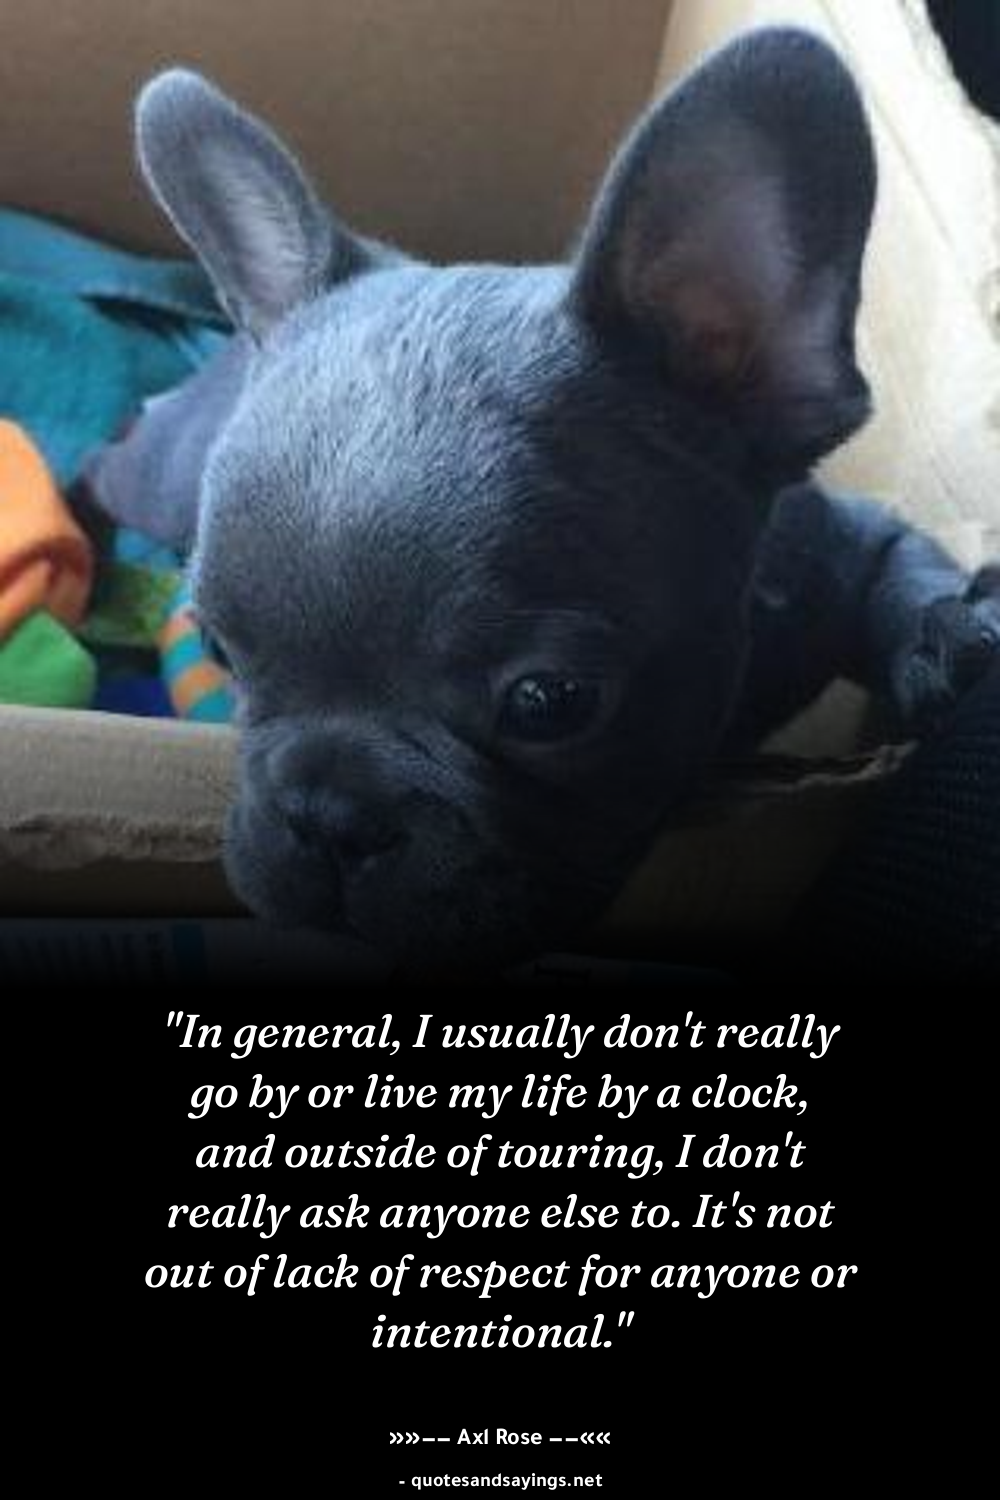 "In general, I usually don't really
go by or live my life by a clock,
and outside of touring, I don't
really ask anyone else to. It's not
out of lack of respect for anyone or
intentional."
»»–– Axl Rose ––««
- quotesandsayings.net